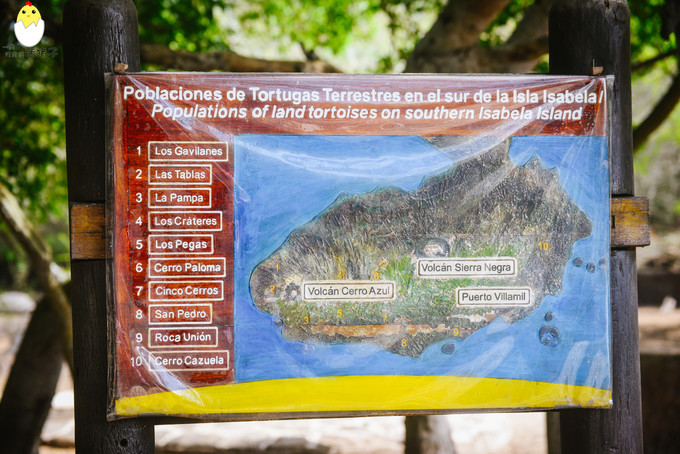 Poblaciones de Tortugas Terrestres en el sur de la Isla Isabela/
Populations of land tortoises on southern Isabela Island
1 Los Gavilanes
2 Las Tablas
3 La Pampa
4 Los Cráteres
5 Los Pegas
6 Cerro Paloma
7 Cinco Cerros
8 San Pedro
9 Roca Unión
10 Cerro Cazuela
Volcán Sierra Negra
Volcán Cerro Azul
Puerto Villamil
10
9
8